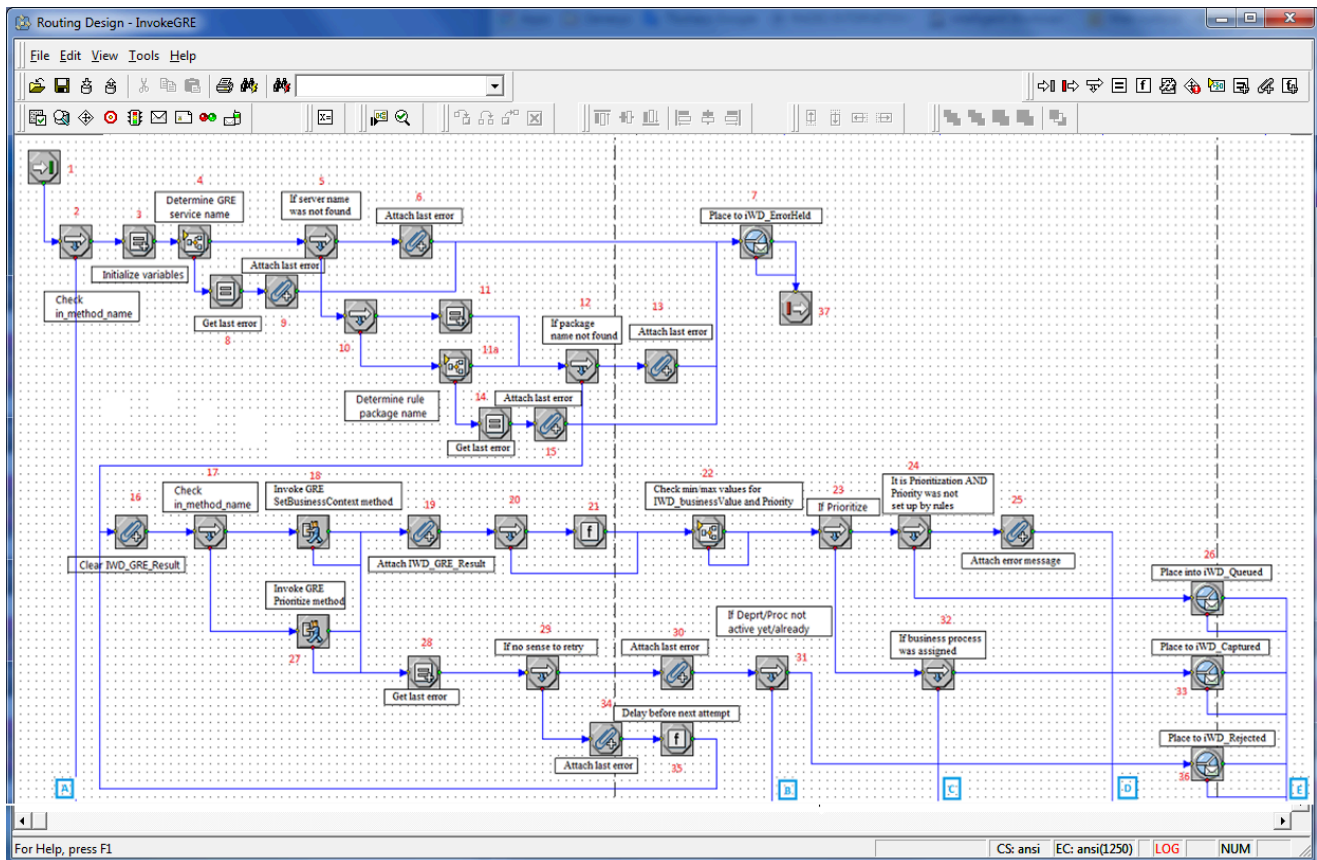 Routing Design - InvokeGRE
File Edit View Tools Help
1
2
3
4
5
6
7
Determine GRE
service name
If server name
was not found
Attach last error
Place to iWD_ErrorHeld
Initialize variables
Attach last error
Check
in_method_name
Get last error
8
9
10
11
11a
12
13
If package
name not found
Attach last error
37
Determine rule
package name
14
Attach last error
Get last error
15
16
17
Check
in_method_name
18
Invoke GRE
SetBusinessContext method
19
20
21
22
Check min/max values for
IWD_businessValue and Priority
23
If Prioritize
24
It is Prioritization AND
Priority was not
set up by rules
25
Clear IWD_GRE_Result
Attach IWD_GRE_Result
Attach error message
26
Place into iWD_Queued
Invoke GRE
Prioritize method
27
28
Get last error
29
If no sense to retry
30
Attach last error
If Deprt/Proc not
active yet/already
31
32
If business process
was assigned
Place to iWD_Captured
33
34
Delay before next attempt
Attach last error
35
Place to iWD_Rejected
36
A
B
C
D
E
For Help, press F1
CS: ansi
EC: ansi(1250)
LOG
NUM